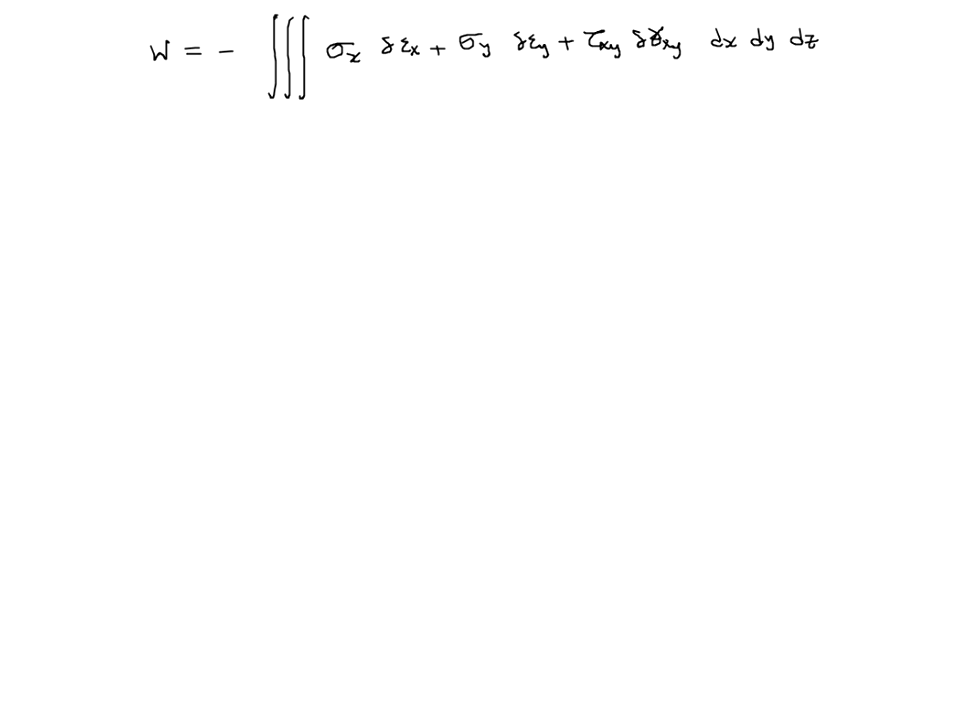 W = - ∭ σx δεx + σy δεy + τxy δγxy dx dy dz